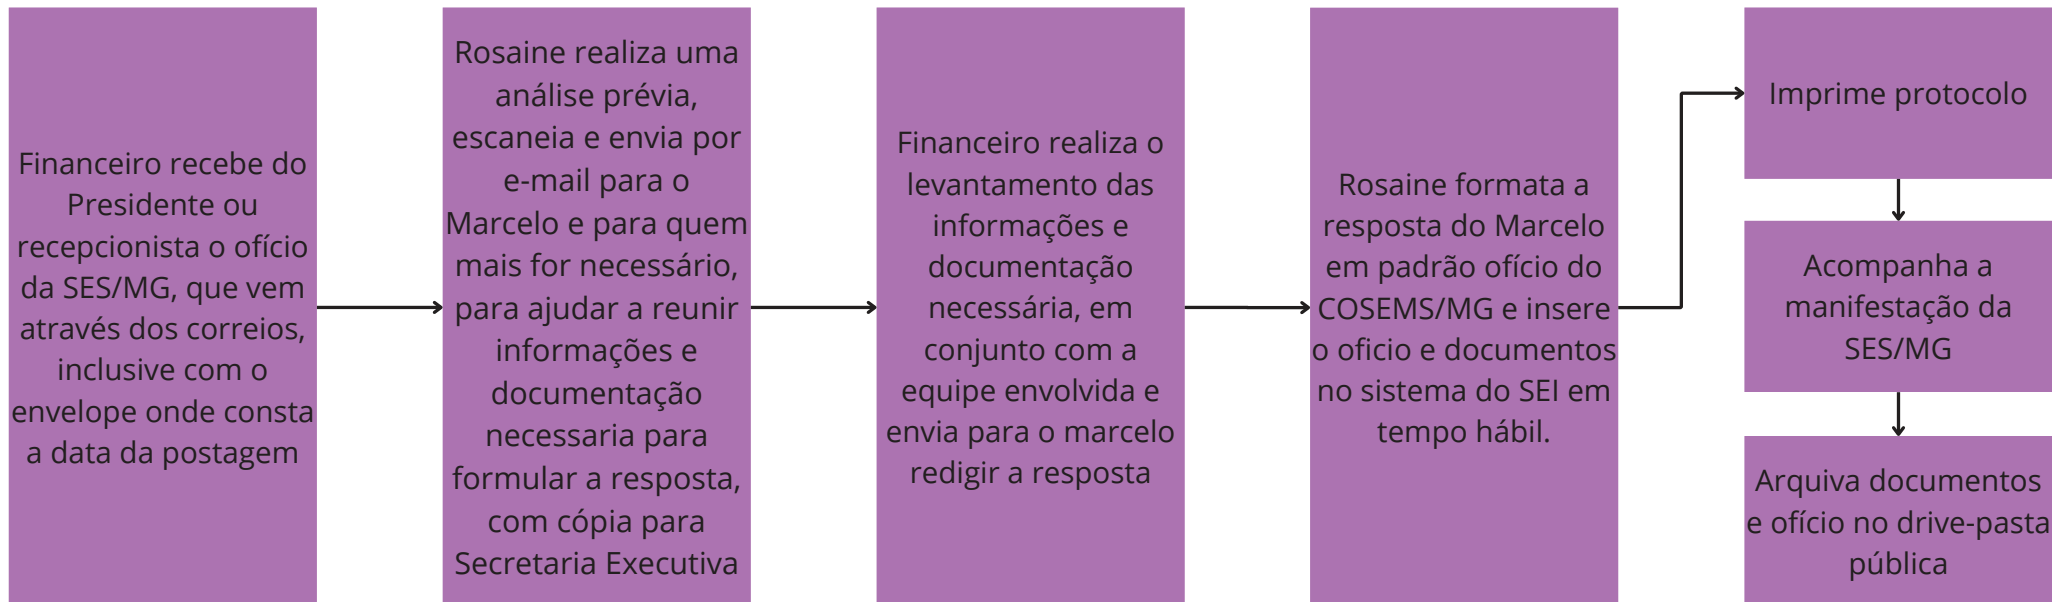 Financeiro recebe do
Presidente ou
recepcionista o ofício
da SES/MG, que vem
através dos correios,
inclusive com o
envelope onde consta
a data da postagem
Rosaine realiza uma
análise prévia,
escaneia e envia por
e-mail para o
Marcelo e para quem
mais for necessário,
para ajudar a reunir
informações e
documentação
necessaria para
formular a resposta,
com cópia para
Secretaria Executiva
Financeiro realiza o
levantamento das
informações e
documentação
necessária, em
conjunto com a
equipe envolvida e
envia para o marcelo
redigir a resposta
Rosaine formata a
resposta do Marcelo
em padrão ofício do
COSEMS/MG e insere
o oficio e documentos
no sistema do SEI em
tempo hábil.
Imprime protocolo
Acompanha a
manifestação da
SES/MG
Arquiva documentos
e ofício no drive-pasta
pública